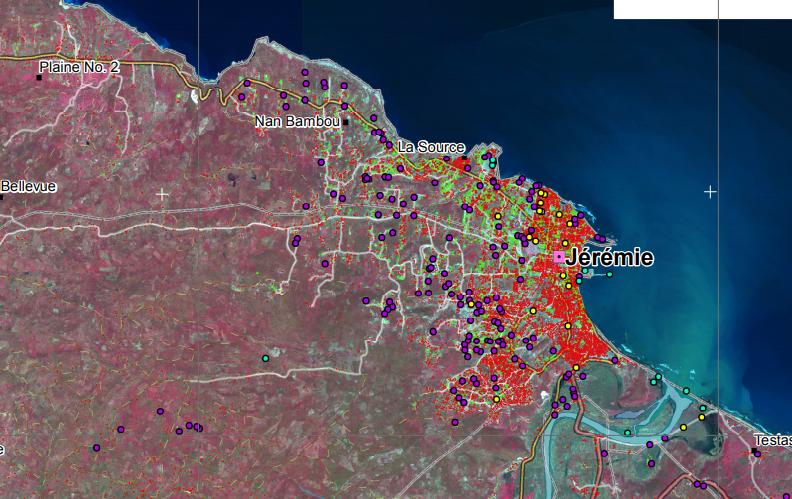 Plaine No. 2
Nan Bambou
La Source
Bellevue
Jérémie
Testas
e